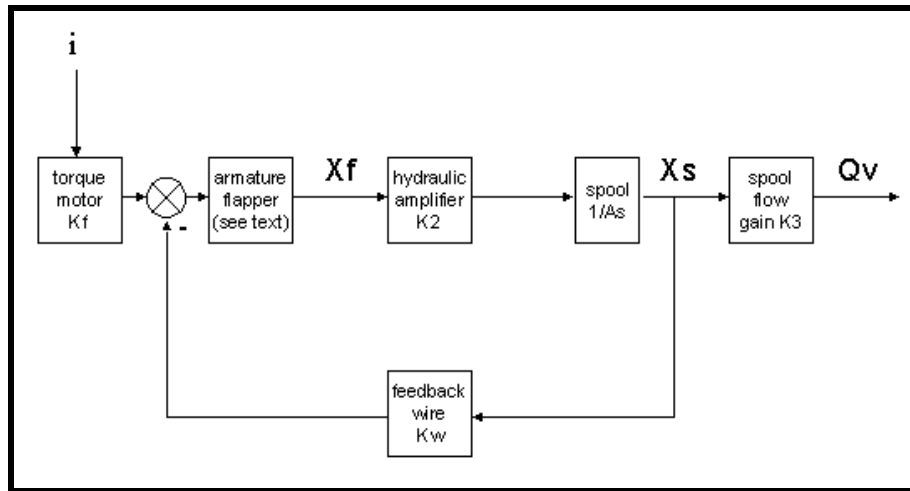 i
torque
motor
Kf
armature
flapper
(see text)
Xf
hydraulic
amplifier
K2
spool
1/As
Xs
spool
flow
gain K3
Qv
-
feedback
wire
Kw